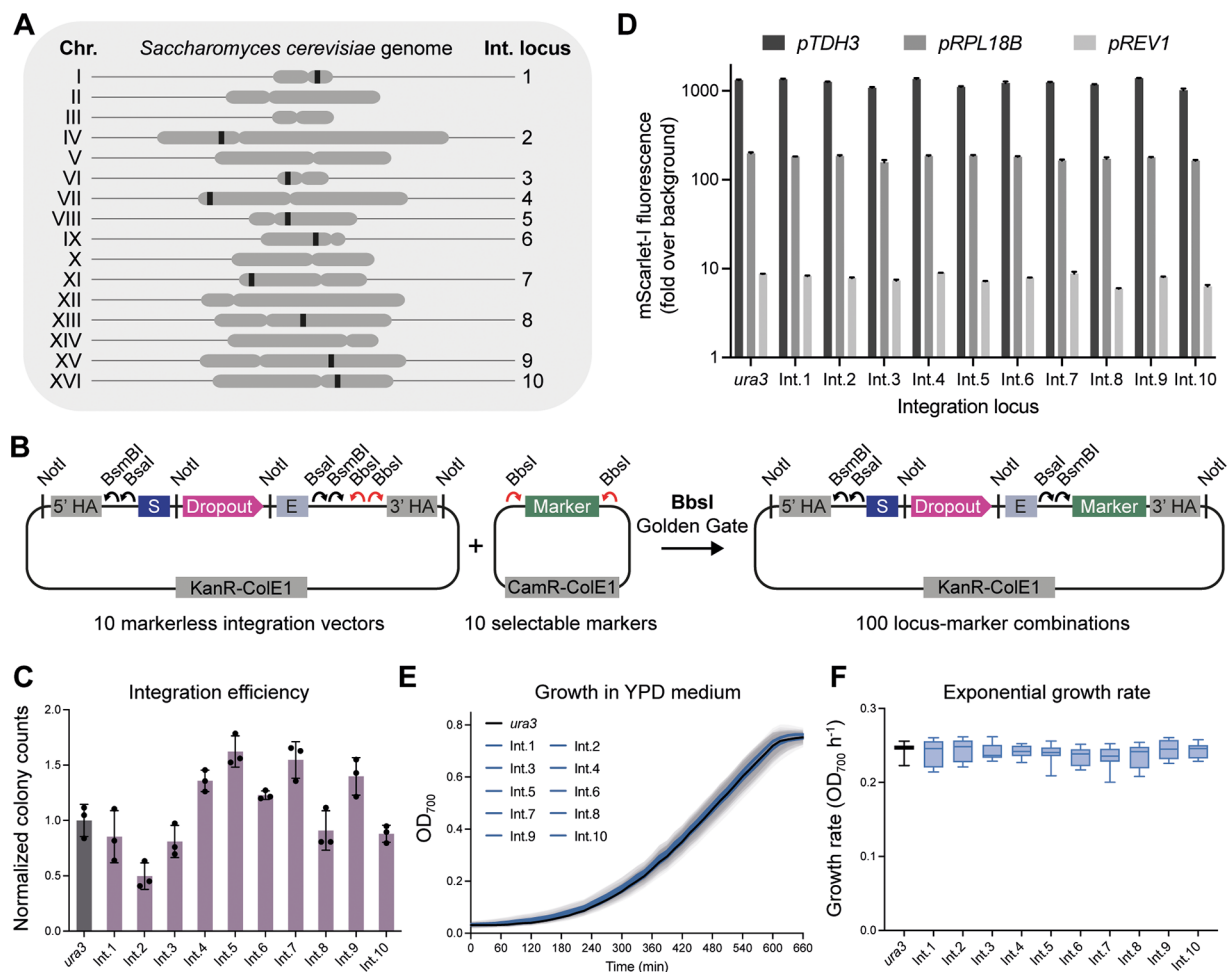 A
Chr. Saccharomyces cerevisiae genome Int. locus
I 1
II
III
IV 2
V
VI 3
VII 4
VIII 5
IX 6
X
XI 7
XII
XIII 8
XIV
XV 9
XVI 10
D
pTDH3 pRPL18B pREV1
mScarlet-I fluorescence
(fold over background)
1000
100
10
1
ura3 Int.1 Int.2 Int.3 Int.4 Int.5 Int.6 Int.7 Int.8 Int.9 Int.10
Integration locus
B
NotI BsmBI BsaI NotI NotI BsaI BsmBI BbsI BbsI NotI
5' HA S Dropout E 3' HA
KanR-ColE1
10 markerless integration vectors
+
BbsI BbsI
Marker
CamR-ColE1
10 selectable markers
BbsI
Golden Gate
NotI BsmBI BsaI NotI NotI BsaI BsmBI NotI
5' HA S Dropout E Marker 3' HA
KanR-ColE1
100 locus-marker combinations
C
Integration efficiency
Normalized colony counts
2.0
1.5
1.0
0.5
0.0
ura3 Int.1 Int.2 Int.3 Int.4 Int.5 Int.6 Int.7 Int.8 Int.9 Int.10
E
Growth in YPD medium
OD700
0.8
0.6
0.4
0.2
0.0
ura3
Int.1 Int.2
Int.3 Int.4
Int.5 Int.6
Int.7 Int.8
Int.9 Int.10
0 60 120 180 240 300 360 420 480 540 600 660
Time (min)
F
Exponential growth rate
Growth rate (OD700 h-1)
0.3
0.2
0.1
0.0
ura3 Int.1 Int.2 Int.3 Int.4 Int.5 Int.6 Int.7 Int.8 Int.9 Int.10